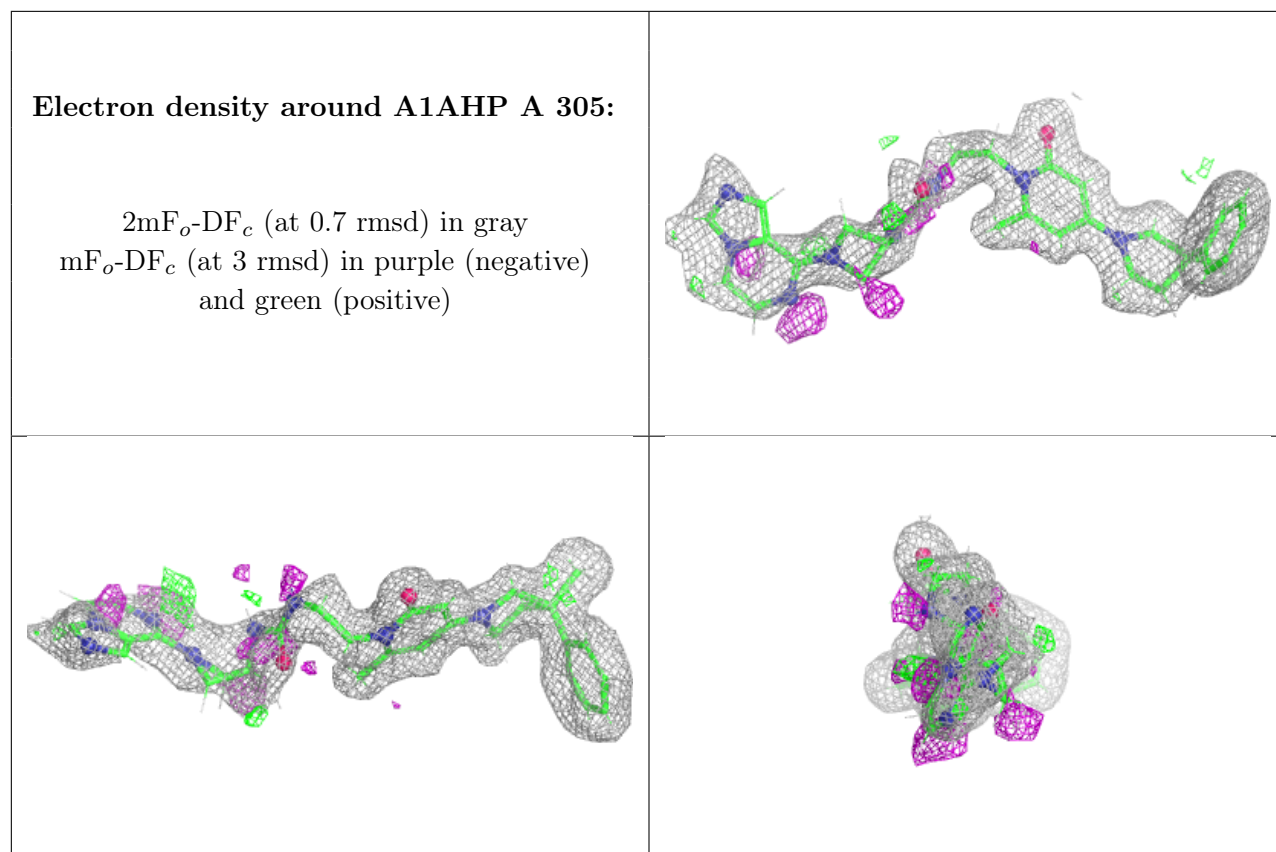 Electron density around A1AHP A 305:
2mFo-DFc (at 0.7 rmsd) in gray
mFo-DFc (at 3 rmsd) in purple (negative)
and green (positive)